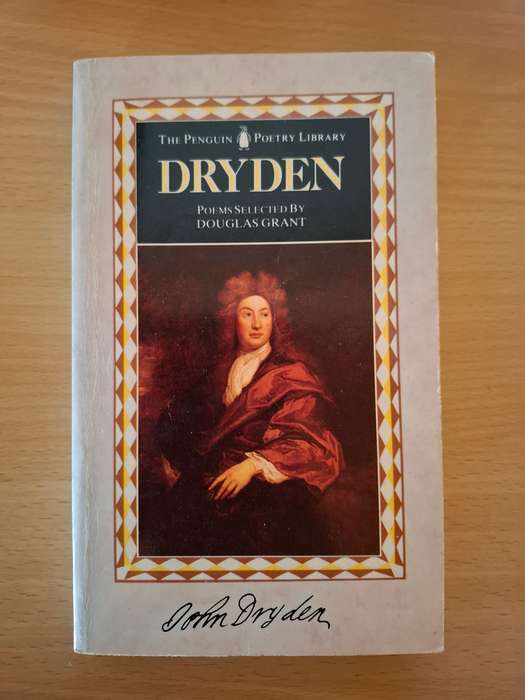 THE PENGUIN POETRY LIBRARY
DRYDEN
POEMS SELECTED BY
DOUGLAS GRANT
John Dryden